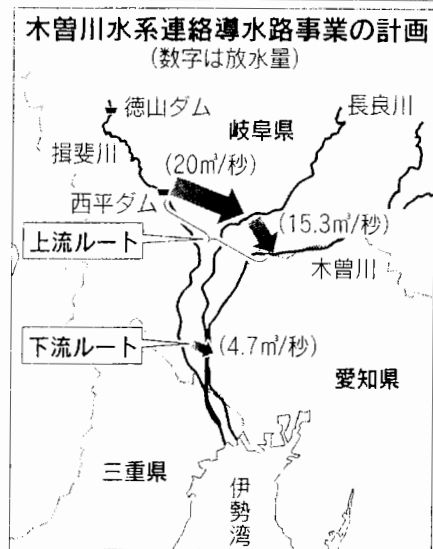 木曽川水系連絡導水路事業の計画
(数字は放水量)
徳山ダム
長良川
岐阜県
揖斐川
(20㎥/秒)
西平ダム
(15.3㎥/秒)
上流ルート
木曽川
下流ルート
(4.7㎥/秒)
愛知県
三重県
伊勢湾